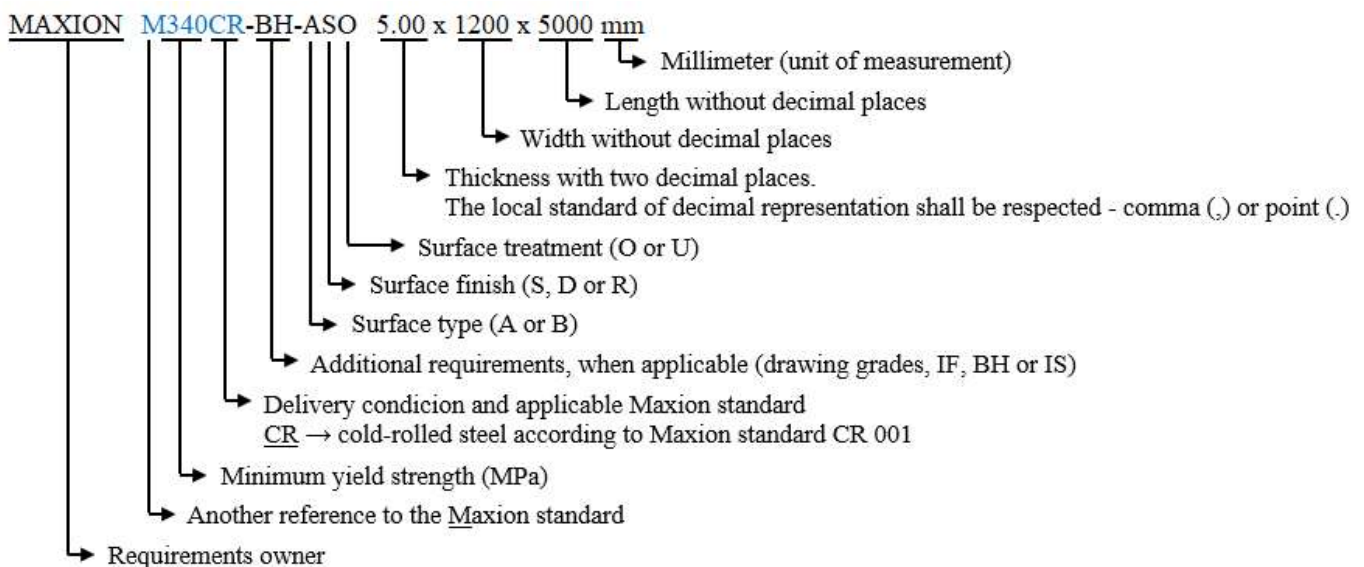 MAXION M340CR-BH-ASO 5.00 x 1200 x 5000 mm
Millimeter (unit of measurement)
Length without decimal places
Width without decimal places
Thickness with two decimal places.
The local standard of decimal representation shall be respected - comma (,) or point (.)
Surface treatment (O or U)
Surface finish (S, D or R)
Surface type (A or B)
Additional requirements, when applicable (drawing grades, IF, BH or IS)
Delivery condicion and applicable Maxion standard
CR → cold-rolled steel according to Maxion standard CR 001
Minimum yield strength (MPa)
Another reference to the Maxion standard
Requirements owner